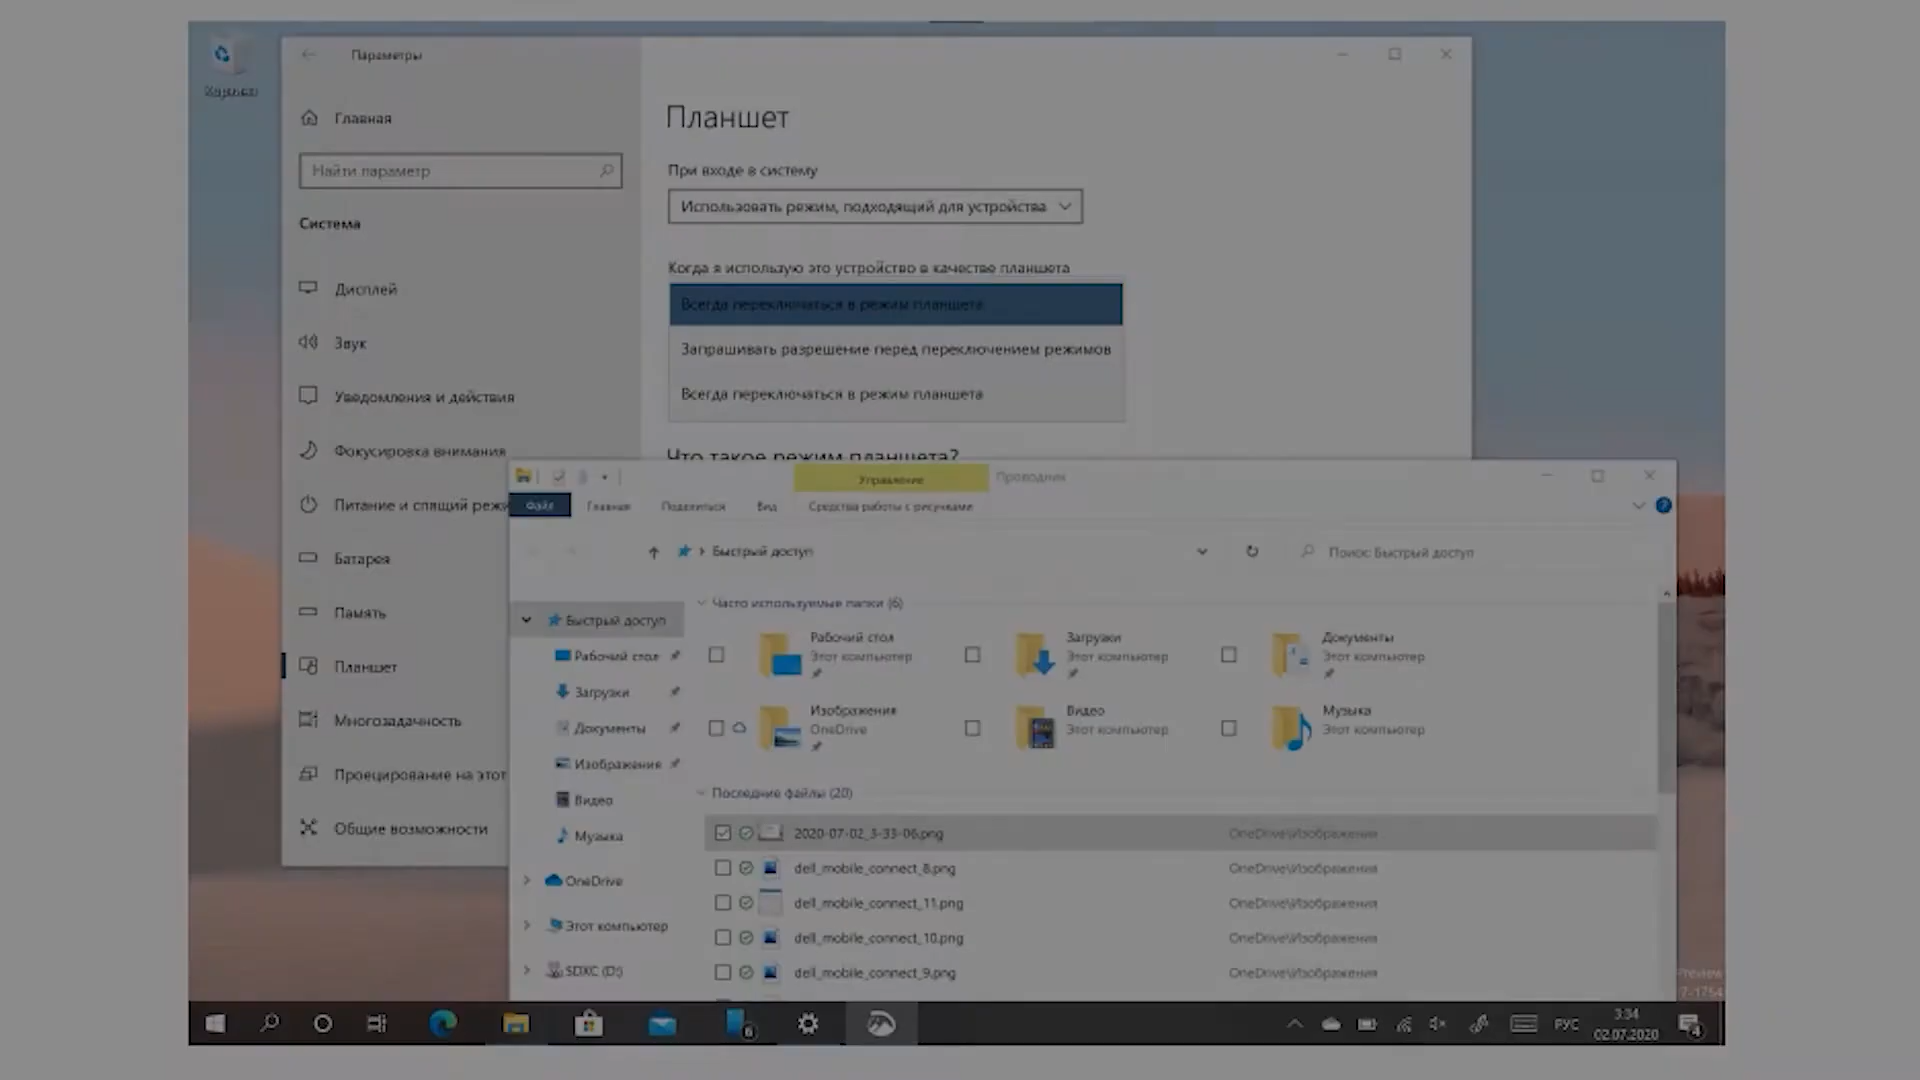 Корзина
Параметры
Главная
Найти параметр
Система
Дисплей
Звук
Уведомления и действия
Фокусировка внимания
Питание и спящий режи
Батарея
Память
Планшет
Многозадачность
Проецирование на этот
Общие возможности
Планшет
При входе в систему
Использовать режим, подходящий для устройства
Когда я использую это устройство в качестве планшета
Всегда переключаться в режим планшета
Запрашивать разрешение перед переключением режимов
Всегда переключаться в режим планшета
Что такое режим планшета?
Управление
Проводник
Файл
Главная
Поделиться
Вид
Средства работы с рисунками
Быстрый доступ
Поиск: Быстрый доступ
Быстрый доступ
Рабочий стол
Загрузки
Документы
Изображения
Видео
Музыка
OneDrive
Этот компьютер
SDXC (D:)
Часто используемые папки (6)
Рабочий стол
Этот компьютер
Загрузки
Этот компьютер
Документы
Этот компьютер
Изображения
OneDrive
Видео
Этот компьютер
Музыка
Этот компьютер
Последние файлы (20)
2020-07-02_3-33-06.png OneDrive\Изображения
dell_mobile_connect_8.png OneDrive\Изображения
dell_mobile_connect_11.png OneDrive\Изображения
dell_mobile_connect_10.png OneDrive\Изображения
dell_mobile_connect_9.png OneDrive\Изображения
Preview
7-1754
6
РУС
3:34
02.07.2020
4